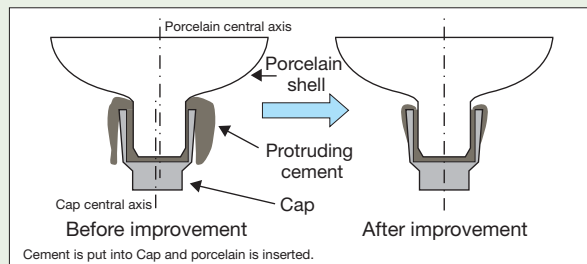 Porcelain central axis
Porcelain
shell
Protruding
cement
Cap
Cap central axis
Before improvement
After improvement
Cement is put into Cap and porcelain is inserted.